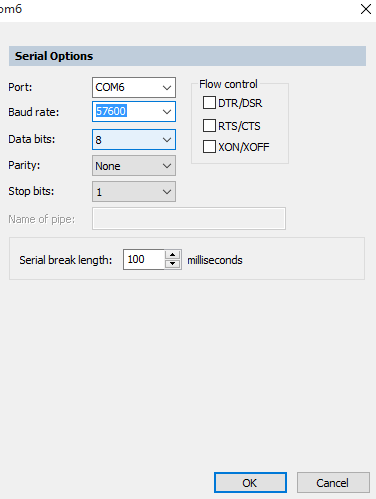 om6
Serial Options
Port: COM6
Baud rate: 57600
Data bits: 8
Parity: None
Stop bits: 1
Name of pipe:
Flow control
DTR/DSR
RTS/CTS
XON/XOFF
Serial break length: 100 milliseconds
OK Cancel